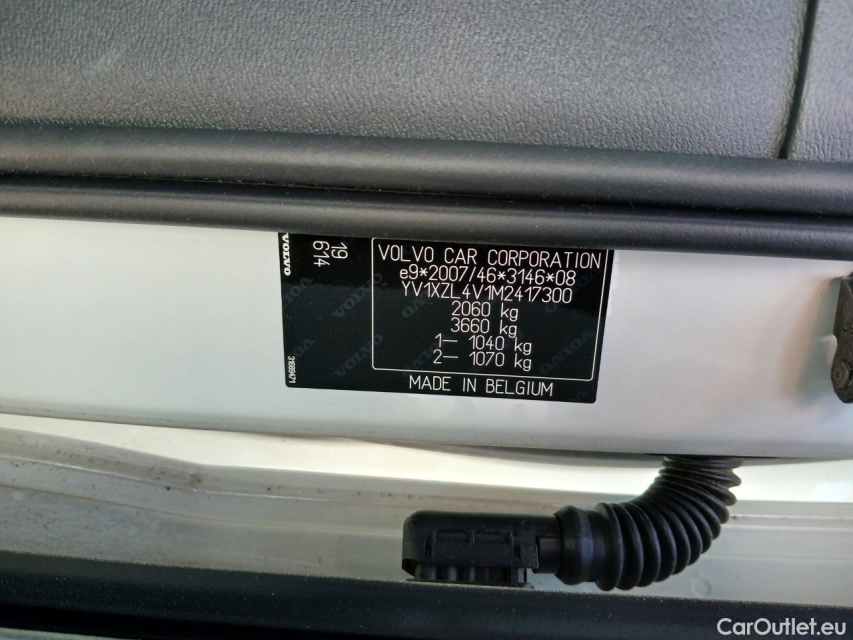 VOLVO
19
614
VOLVO CAR CORPORATION
e9*2007/46*3146*08
YV1XZL4V1M2417300
2060 kg
3660 kg
1– 1040 kg
2– 1070 kg
MADE IN BELGIUM
CarOutlet.eu